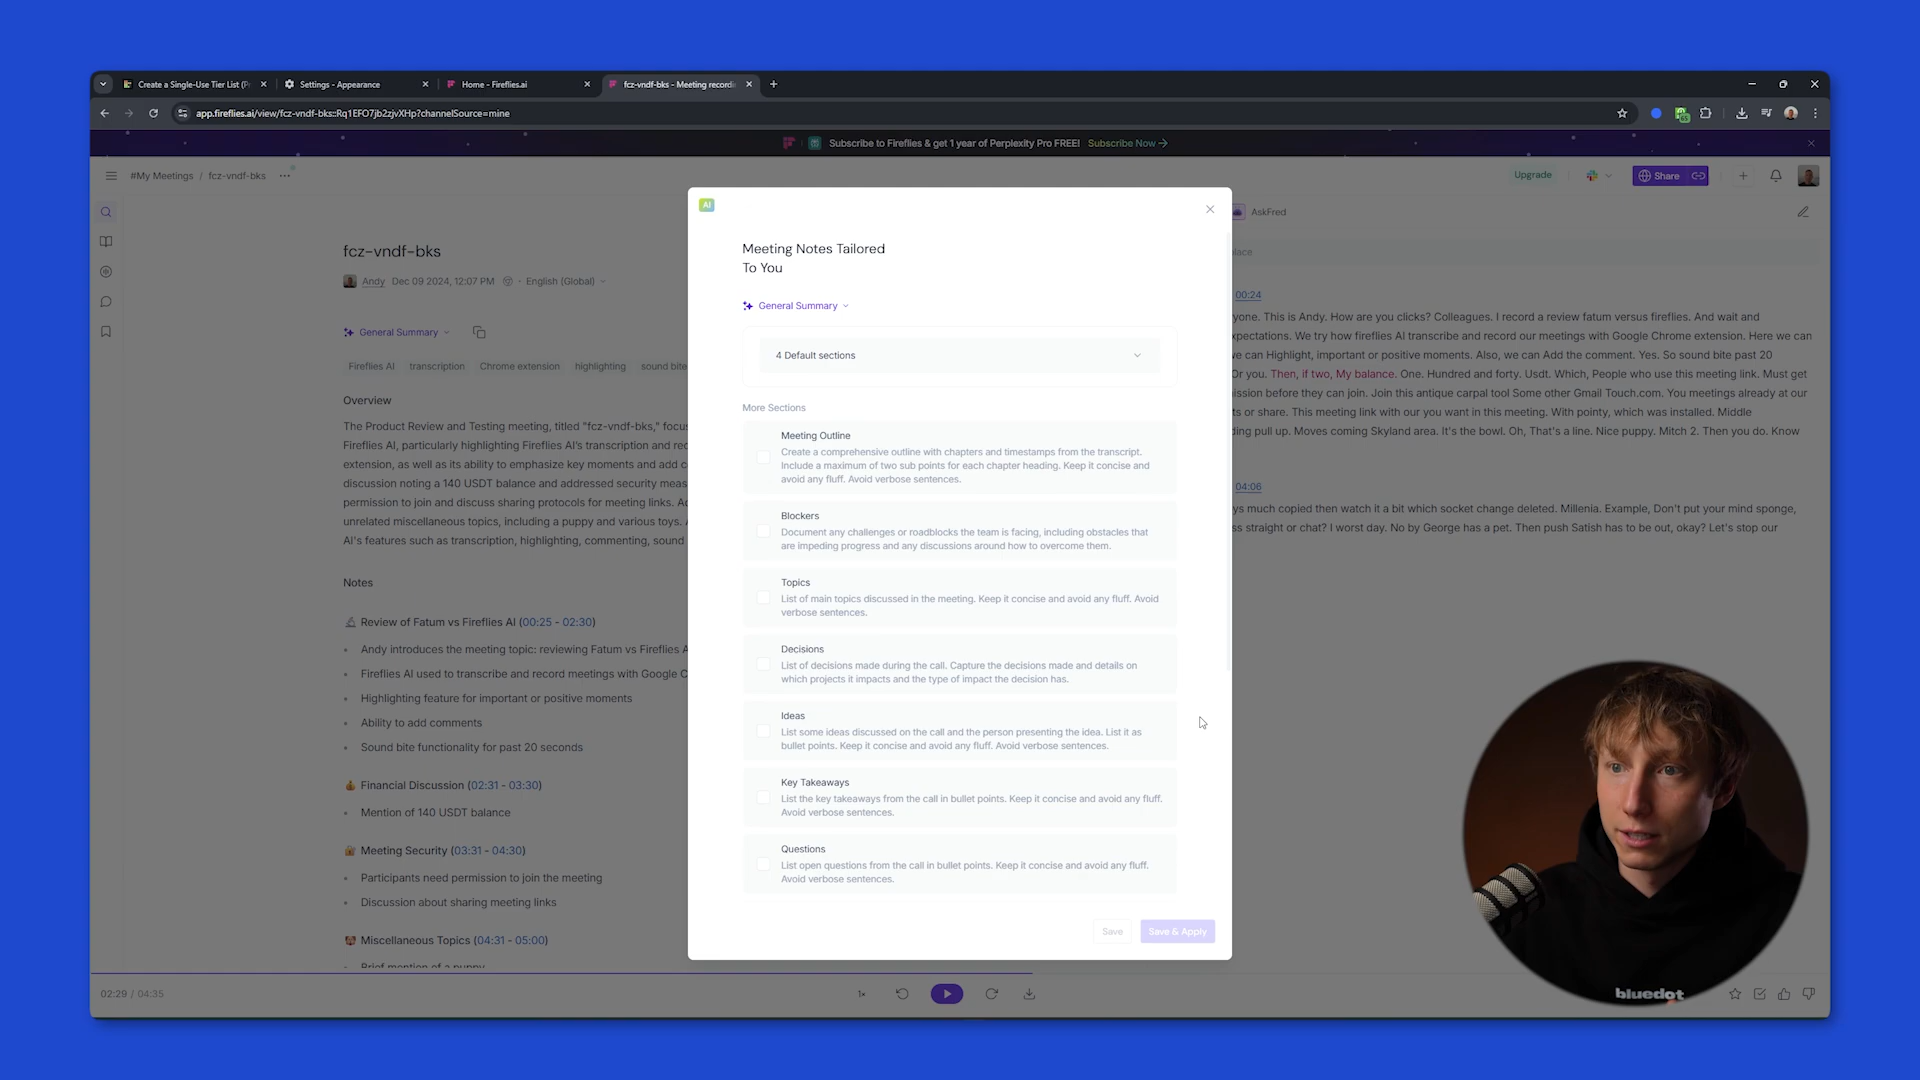 Create a Single-Use Tier List (P
Settings - Appearance
Home - Fireflies.ai
fcz-vndf-bks - Meeting recordi
app.fireflies.ai/view/fcz-vndf-bks::Rq1EFO7jb2zjvXHp?channelSource=mine
65
Subscribe to Fireflies & get 1 year of Perplexity Pro FREE! Subscribe Now →
#My Meetings / fcz-vndf-bks ...
Upgrade
Share
fcz-vndf-bks
Andy Dec 09 2024, 12:07 PM · English (Global)
General Summary
Fireflies AI transcription Chrome extension highlighting sound bite
Overview
The Product Review and Testing meeting, titled "fcz-vndf-bks," focus
Fireflies AI, particularly highlighting Fireflies AI's transcription and rec
extension, as well as its ability to emphasize key moments and add c
discussion noting a 140 USDT balance and addressed security meas
permission to join and discuss sharing protocols for meeting links. Ad
unrelated miscellaneous topics, including a puppy and various toys. A
AI's features such as transcription, highlighting, commenting, sound
Notes
Review of Fatum vs Fireflies AI (00:25 - 02:30)
Andy introduces the meeting topic: reviewing Fatum vs Fireflies A
Fireflies AI used to transcribe and record meetings with Google C
Highlighting feature for important or positive moments
Ability to add comments
Sound bite functionality for past 20 seconds
Financial Discussion (02:31 - 03:30)
Mention of 140 USDT balance
Meeting Security (03:31 - 04:30)
Participants need permission to join the meeting
Discussion about sharing meeting links
Miscellaneous Topics (04:31 - 05:00)
Brief mention of a puppy
AI
Meeting Notes Tailored
To You
General Summary
4 Default sections
More Sections
Meeting Outline
Create a comprehensive outline with chapters and timestamps from the transcript.
Include a maximum of two sub points for each chapter heading. Keep it concise and
avoid any fluff. Avoid verbose sentences.
Blockers
Document any challenges or roadblocks the team is facing, including obstacles that
are impeding progress and any discussions around how to overcome them.
Topics
List of main topics discussed in the meeting. Keep it concise and avoid any fluff. Avoid
verbose sentences.
Decisions
List of decisions made during the call. Capture the decisions made and details on
which projects it impacts and the type of impact the decision has.
Ideas
List some ideas discussed on the call and the person presenting the idea. List it as
bullet points. Keep it concise and avoid any fluff. Avoid verbose sentences.
Key Takeaways
List the key takeaways from the call in bullet points. Keep it concise and avoid any fluff.
Avoid verbose sentences.
Questions
List open questions from the call in bullet points. Keep it concise and avoid any fluff.
Avoid verbose sentences.
Save
Save & Apply
AskFred
lace
00:24
yone. This is Andy. How are you clicks? Colleagues. I record a review fatum versus fireflies. And wait and
xpectations. We try how fireflies AI transcribe and record our meetings with Google Chrome extension. Here we can
we can Highlight, important or positive moments. Also, we can Add the comment. Yes. So sound bite past 20
Or you. Then, if two, My balance. One. Hundred and forty. Usdt. Which, People who use this meeting link. Must get
ission before they can join. Join this antique carpal tool Some other Gmail Touch.com. You meetings already at our
ts or share. This meeting link with our you want in this meeting. With pointy, which was installed. Middle
ding pull up. Moves coming Skyland area. It's the bowl. Oh, That's a line. Nice puppy. Mitch 2. Then you do. Know
04:06
ys much copied then watch it a bit which socket change deleted. Millenia. Example, Don't put your mind sponge,
ss straight or chat? I worst day. No by George has a pet. Then push Satish has to be out, okay? Let's stop our
02:29 / 04:35
1x
bluedot